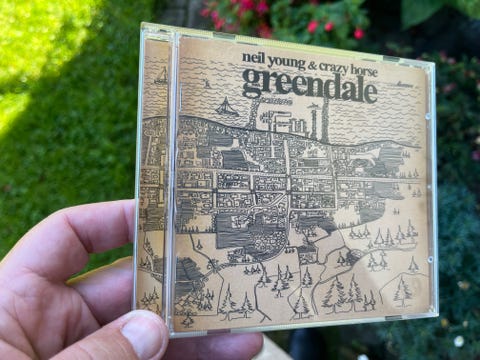 neil young & crazy horse
greendale